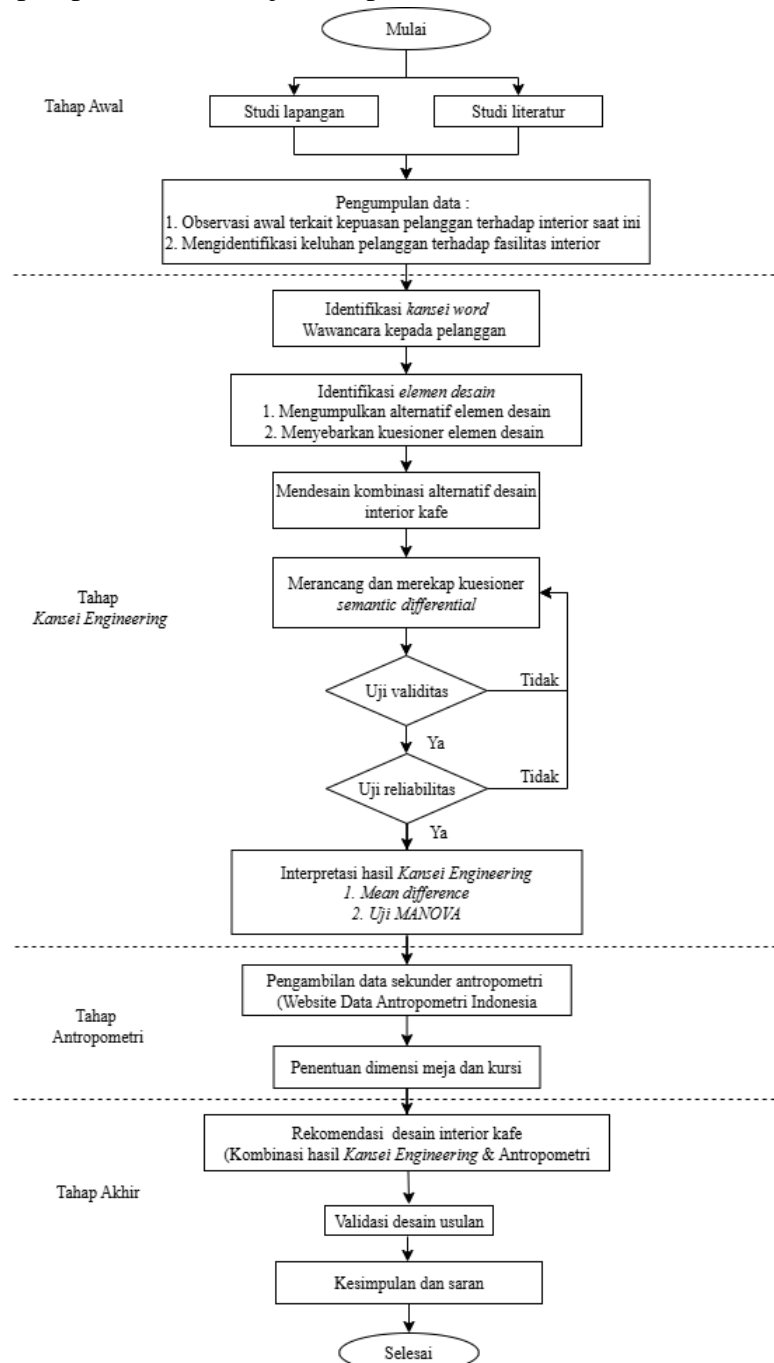 Mulai
Tahap Awal
Studi lapangan
Studi literatur
Pengumpulan data :
1. Observasi awal terkait kepuasan pelanggan terhadap interior saat ini
2. Mengidentifikasi keluhan pelanggan terhadap fasilitas interior
Identifikasi kansei word
Wawancara kepada pelanggan
Identifikasi elemen desain
1. Mengumpulkan alternatif elemen desain
2. Menyebarkan kuesioner elemen desain
Mendesain kombinasi alternatif desain
interior kafe
Tahap
Kansei Engineering
Merancang dan merekap kuesioner
semantic differential
Uji validitas
Tidak
Ya
Uji reliabilitas
Tidak
Ya
Interpretasi hasil Kansei Engineering
1. Mean difference
2. Uji MANOVA
Tahap
Antropometri
Pengambilan data sekunder antropometri
(Website Data Antropometri Indonesia
Penentuan dimensi meja dan kursi
Tahap Akhir
Rekomendasi desain interior kafe
(Kombinasi hasil Kansei Engineering & Antropometri
Validasi desain usulan
Kesimpulan dan saran
Selesai